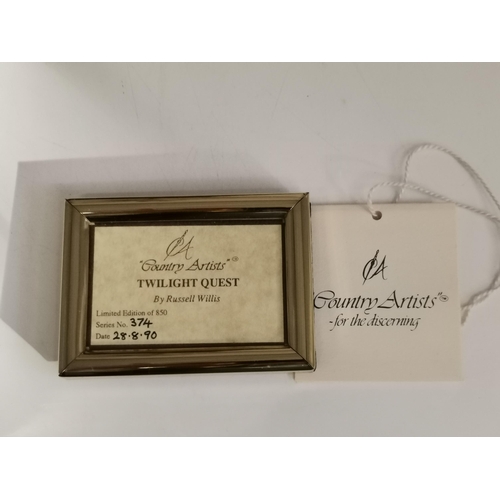 CA
"Country Artists"
TWILIGHT QUEST
By Russell Willis
Limited Edition of 850
Series No. 374
Date 28.8.90
CA
"Country Artists"
-for the discerning